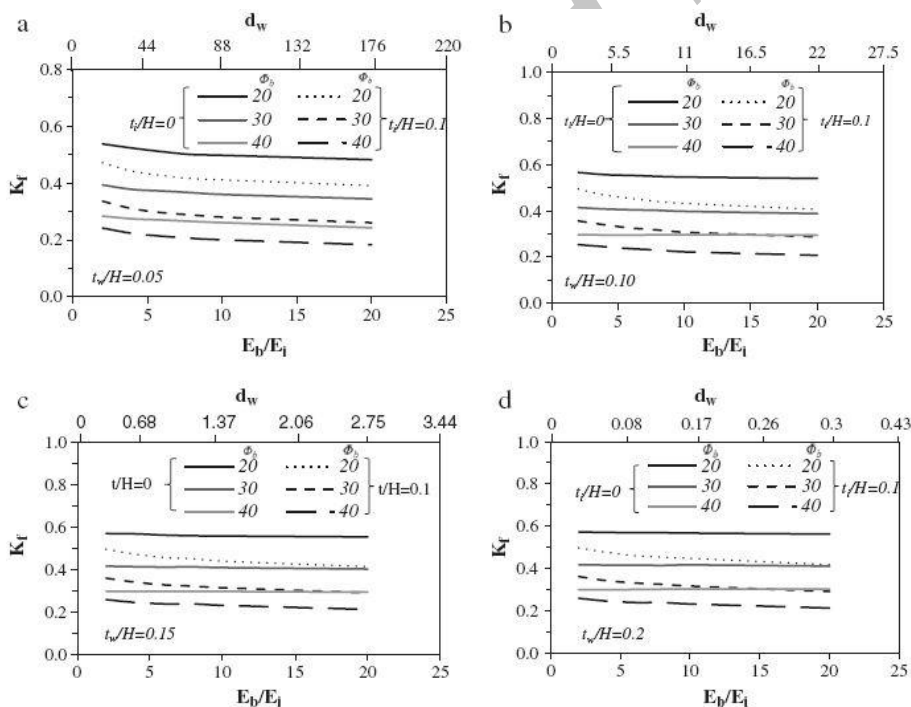 a
d_w
0 44 88 132 176 220
0.8
0.6
0.4
0.2
0.0
K_f
Φ_b Φ_b
t_i/H=0 20 20 t_i/H=0.1
30 30
40 40
t_w/H=0.05
5 10 15 20 25
E_b/E_i
b
d_w
0 5.5 11 16.5 22 27.5
1.0
0.8
0.6
0.4
0.2
0.0
K_f
Φ_b Φ_b
t_i/H=0 20 20 t_i/H=0.1
30 30
40 40
t_w/H=0.10
0 5 10 15 20 25
E_b/E_i
c
d_w
0 0.68 1.37 2.06 2.75 3.44
1.0
0.8
0.6
0.4
0.2
0.0
K_f
Φ_b Φ_b
t/H=0 20 20 t/H=0.1
30 30
40 40
t_w/H=0.15
0 5 10 15 20 25
E_b/E_i
d
d_w
0 0.08 0.17 0.26 0.3 0.43
1.0
0.8
0.6
0.4
0.2
0.0
K_f
Φ_b Φ_b
t_i/H=0 20 20 t_i/H=0.1
30 30
40 40
t_w/H=0.2
0 5 10 15 20 25
E_b/E_i